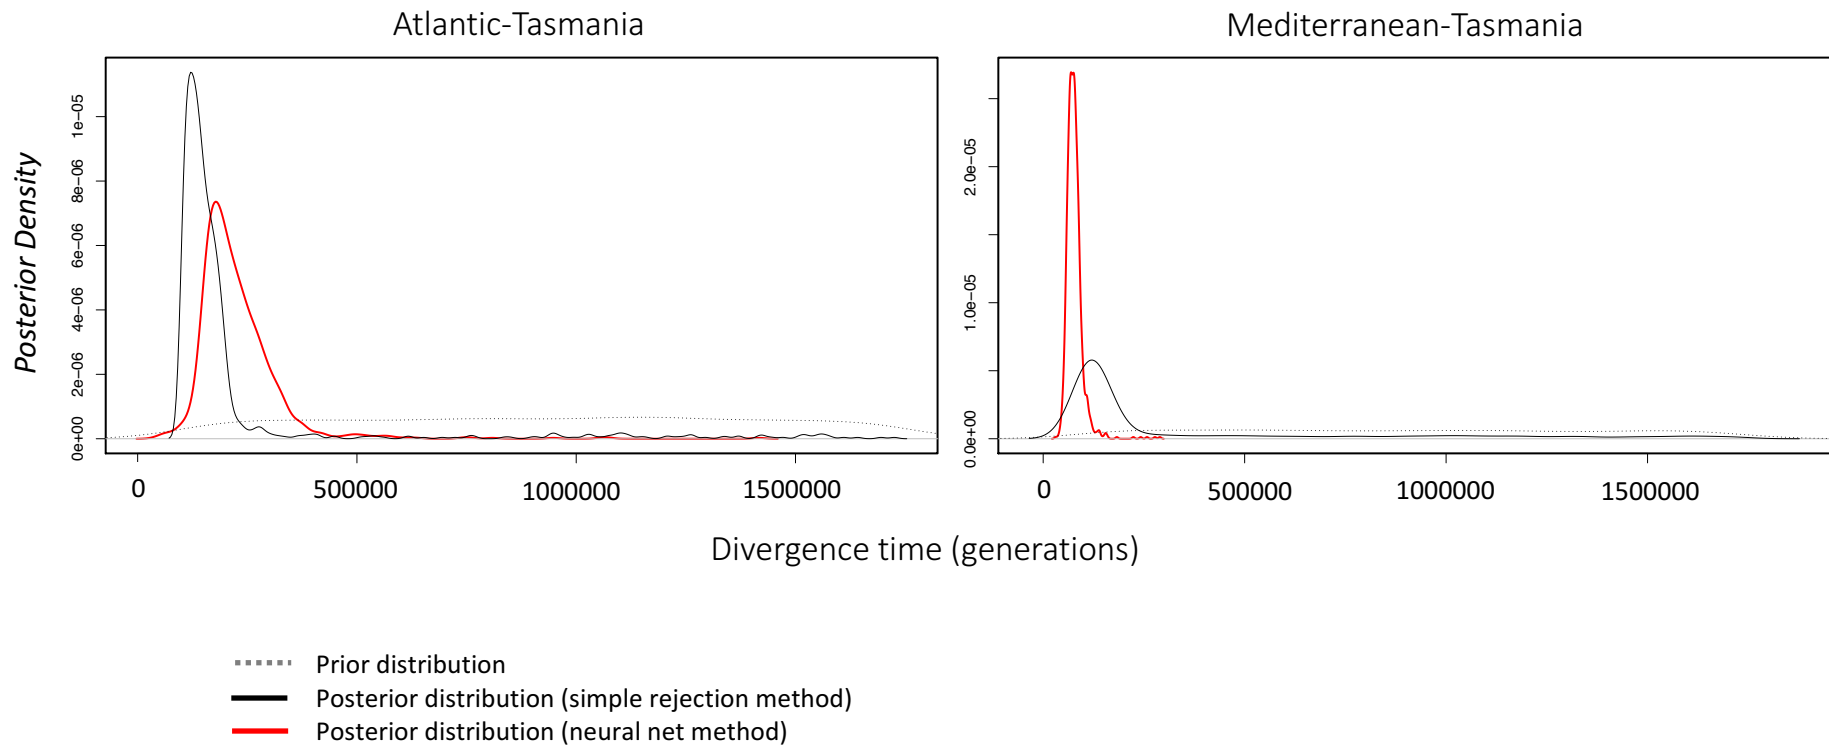 Atlantic-Tasmania
Mediterranean-Tasmania
Posterior Density
1e-05
8e-06
6e-06
4e-06
2e-06
0e+00
2.0e-05
1.0e-05
0.0e+00
0
500000
1000000
1500000
0
500000
1000000
1500000
Divergence time (generations)
Prior distribution
Posterior distribution (simple rejection method)
Posterior distribution (neural net method)